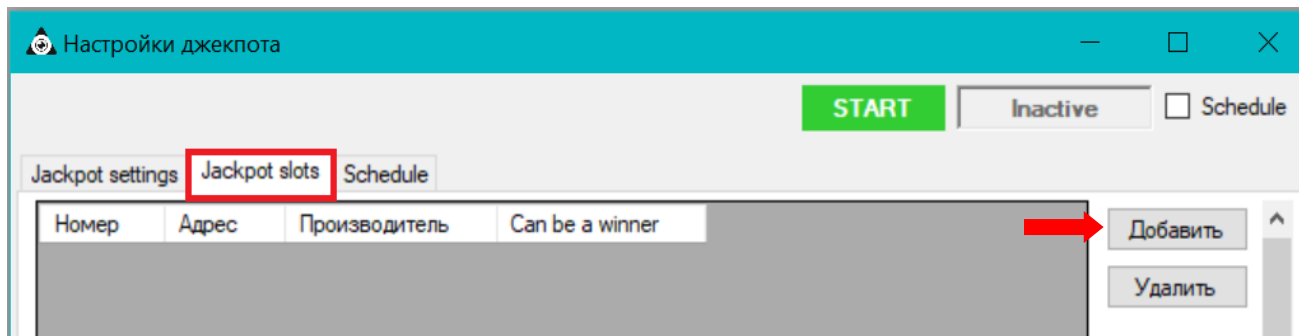 Настройки джекпота
START Inactive Schedule
Jackpot settings Jackpot slots Schedule
Номер Адрес Производитель Can be a winner
Добавить
Удалить